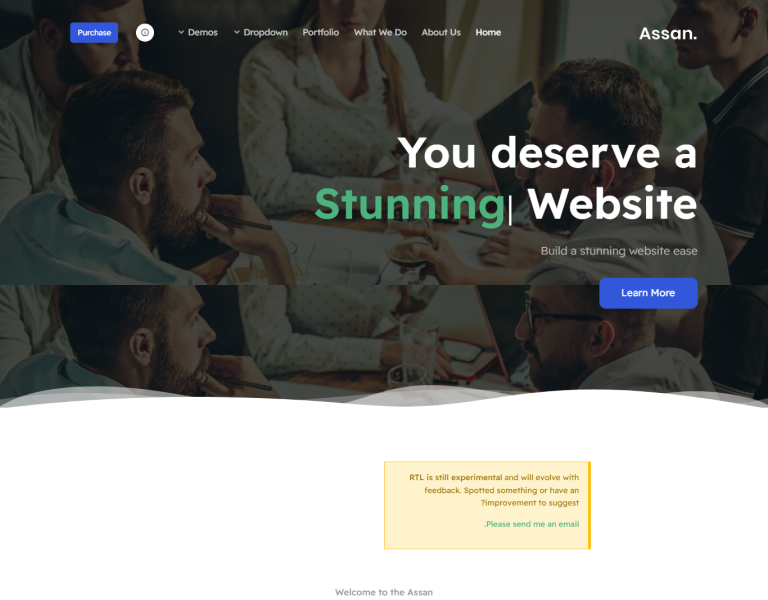 Purchase
Demos
Dropdown
Portfolio
What We Do
About Us
Home
Assan.
You deserve a
Stunning| Website
Build a stunning website ease
Learn More
RTL is still experimental and will evolve with
feedback. Spotted something or have an
?improvement to suggest
.Please send me an email
Welcome to the Assan